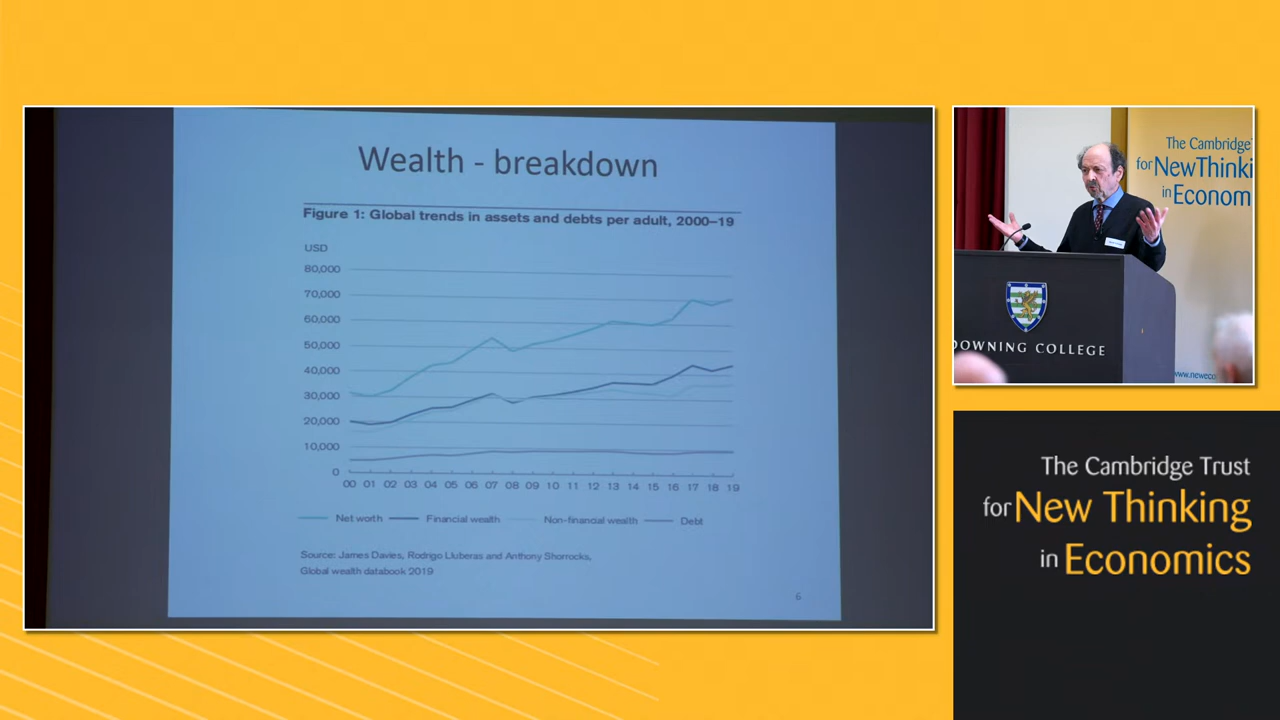 Wealth - breakdown
Figure 1: Global trends in assets and debts per adult, 2000–19
USD
80,000
70,000
60,000
50,000
40,000
30,000
20,000
10,000
0
00 01 02 03 04 05 06 07 08 09 10 11 12 13 14 15 16 17 18 19
Net worth Financial wealth Non-financial wealth Debt
Source: James Davies, Rodrigo Lluberas and Anthony Shorrocks,
Global wealth databook 2019
6
The Cambridge
for New Thinki
in Econom
DOWNING COLLEGE
www.neweco
The Cambridge Trust
for New Thinking
in Economics